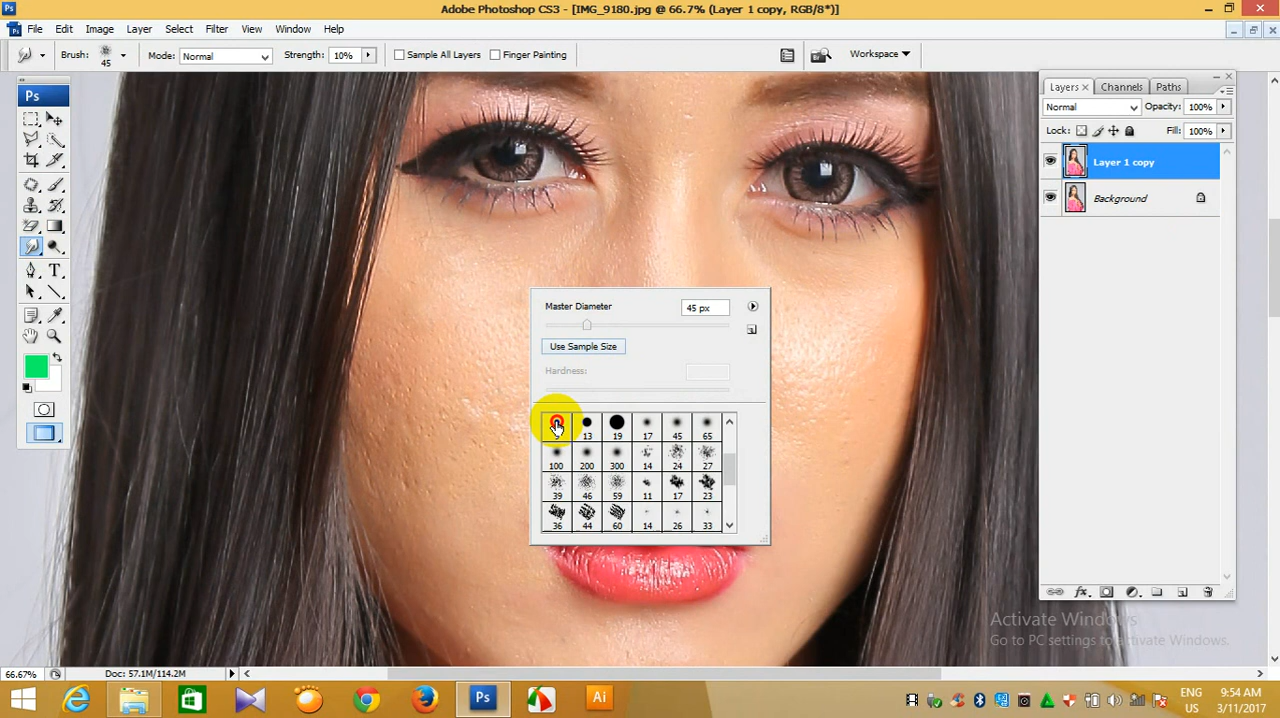 Adobe Photoshop CS3 - [IMG_9180.jpg @ 66.7% (Layer 1 copy, RGB/8*)]
File Edit Image Layer Select Filter View Window Help
Brush: 45 Mode: Normal Strength: 10% Sample All Layers Finger Painting Workspace
Ps
Layers x Channels Paths
Normal Opacity: 100%
Lock: Fill: 100%
Layer 1 copy
Background
Master Diameter 45 px
Use Sample Size
Hardness:
9 13 19 17 45 65
100 200 300 14 24 27
39 46 59 11 17 23
36 44 60 14 26 33
T
Activate Windows
Go to PC settings to activate Windows.
66.67% Doc: 57.1M/114.2M
Ps Ai
ENG 9:54 AM
US 3/11/2017